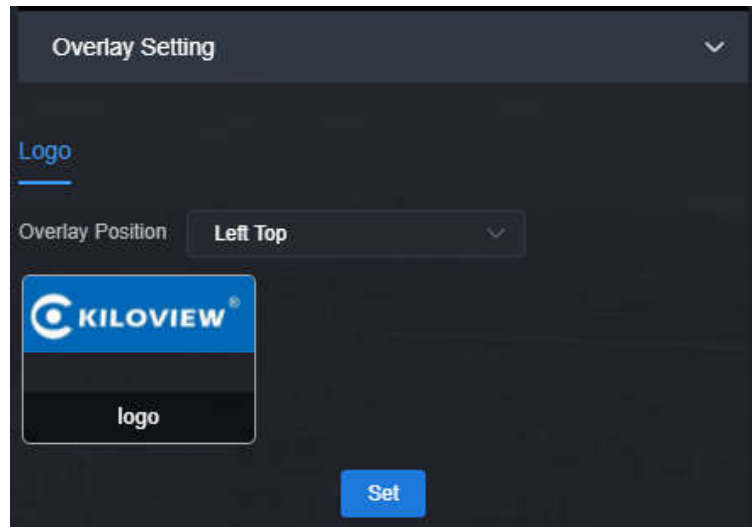 Overlay Setting
Logo
Overlay Position Left Top
KILOVIEW®
logo
Set